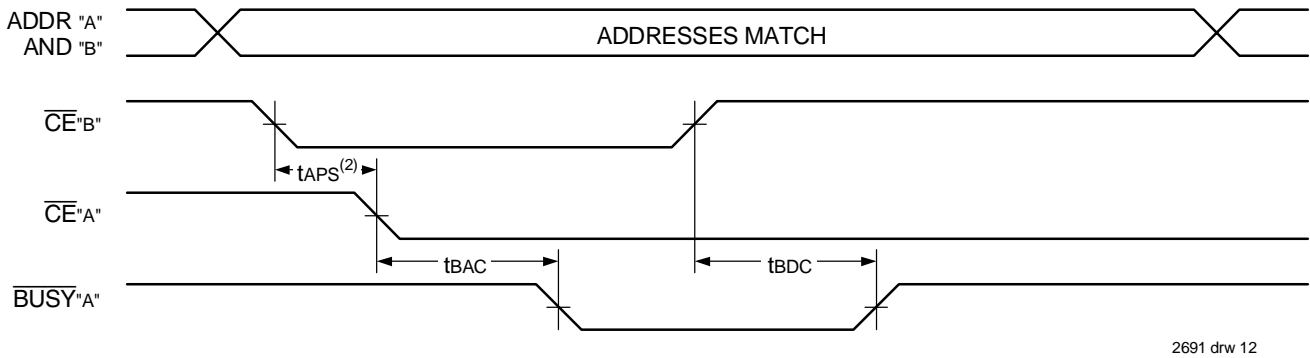 ADDR "A"
AND "B"
ADDRESSES MATCH
CE"B"
tAPS(2)
CE"A"
tBAC
tBDC
BUSY"A"
2691 drw 12